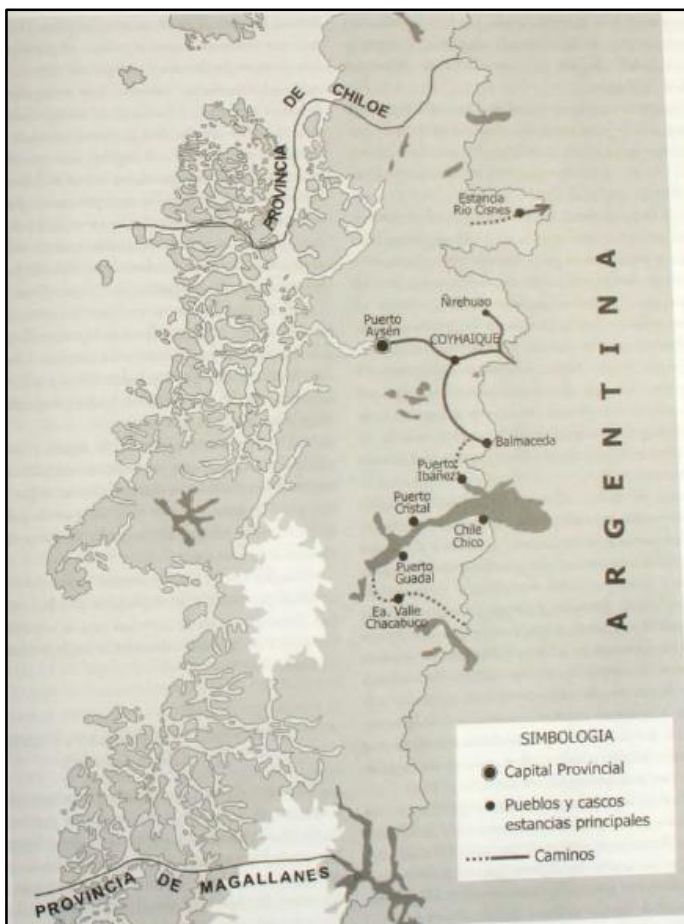 PROVINCIA DE CHILOE
Estancia
Río Cisnes
Ñirehuao
Puerto
Aysén
COYHAIQUE
Balmaceda
Puerto
Ibáñez
Puerto
Cristal
Chile
Chico
Puerto
Guadal
Ea. Valle
Chacabuco
ARGENTINA
SIMBOLOGIA
Capital Provincial
Pueblos y cascos
estancias principales
Caminos
PROVINCIA DE MAGALLANES